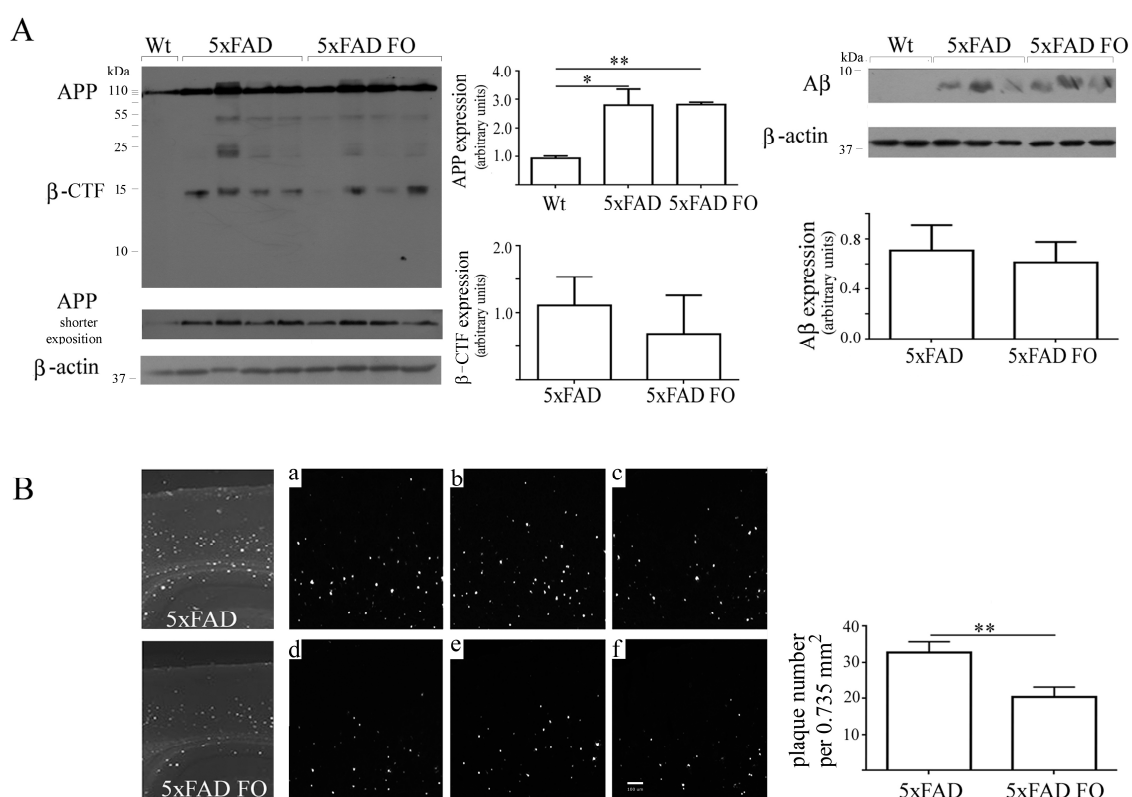 A
Wt 5xFAD 5xFAD FO
kDa
APP
110
55
25
β-CTF 15
10
APP
shorter
exposition
β-actin
37
APP expression
(arbitrary units)
4.0
3.0
2.0
1.0
*
**
Wt 5xFAD 5xFAD FO
β-CTF expression
(arbitrary units)
2.0
1.0
5xFAD 5xFAD FO
Wt 5xFAD 5xFAD FO
kDa
10
Aβ
β-actin
37
Aβ expression
(arbitrary units)
0.8
0.4
0.0
5xFAD 5xFAD FO
B
5xFAD
a
b
c
5xFAD FO
d
e
f
100 um
plaque number
per 0.735 mm2
40
30
20
10
**
5xFAD 5xFAD FO